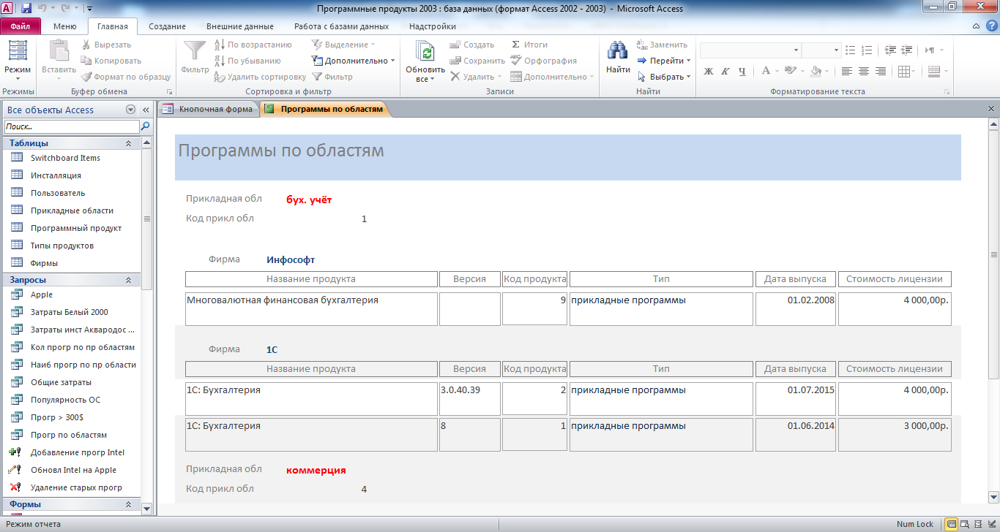 Программные продукты 2003 : база данных (формат Access 2002 - 2003) - Microsoft Access
Файл Меню Главная Создание Внешние данные Работа с базами данных Надстройки
Режим
Режимы
Вставить
Вырезать
Копировать
Формат по образцу
Буфер обмена
Фильтр
По возрастанию
По убыванию
Удалить сортировку
Выделение
Дополнительно
Фильтр
Сортировка и фильтр
Обновить
все
Создать
Сохранить
Удалить
Итоги
Орфография
Дополнительно
Записи
Найти
Заменить
Перейти
Выбрать
Найти
Ж К Ч
Форматирование текста
Все объекты Access
Поиск...
Таблицы
Switchboard Items
Инсталляция
Пользователь
Прикладные области
Программный продукт
Типы продуктов
Фирмы
Запросы
Apple
Затраты Белый 2000
Затраты инст Аквародос ...
Кол прогр по пр областям
Наиб прогр по пр области
Общие затраты
Популярность ОС
Прогр > 300$
Прогр по областям
Добавление прогр Intel
Обновл Intel на Apple
Удаление старых прогр
Формы
Кнопочная форма Программы по областям
Программы по областям
Прикладная обл бух. учёт
Код прикл обл 1
Фирма Инфософт
Название продукта Версия Код продукта Тип Дата выпуска Стоимость лицензии
Многовалютная финансовая бухгалтерия 9 прикладные программы 01.02.2008 4 000,00р.
Фирма 1С
Название продукта Версия Код продукта Тип Дата выпуска Стоимость лицензии
1С: Бухгалтерия 3.0.40.39 2 прикладные программы 01.07.2015 4 000,00р.
1С: Бухгалтерия 8 1 прикладные программы 01.06.2014 3 000,00р.
Прикладная обл коммерция
Код прикл обл 4
Режим отчета Num Lock